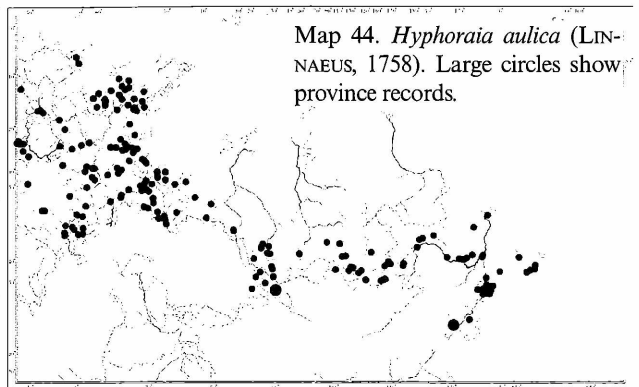 Map 44. Hyphoraia aulica (LIN-
NAEUS, 1758). Large circles show
province records.